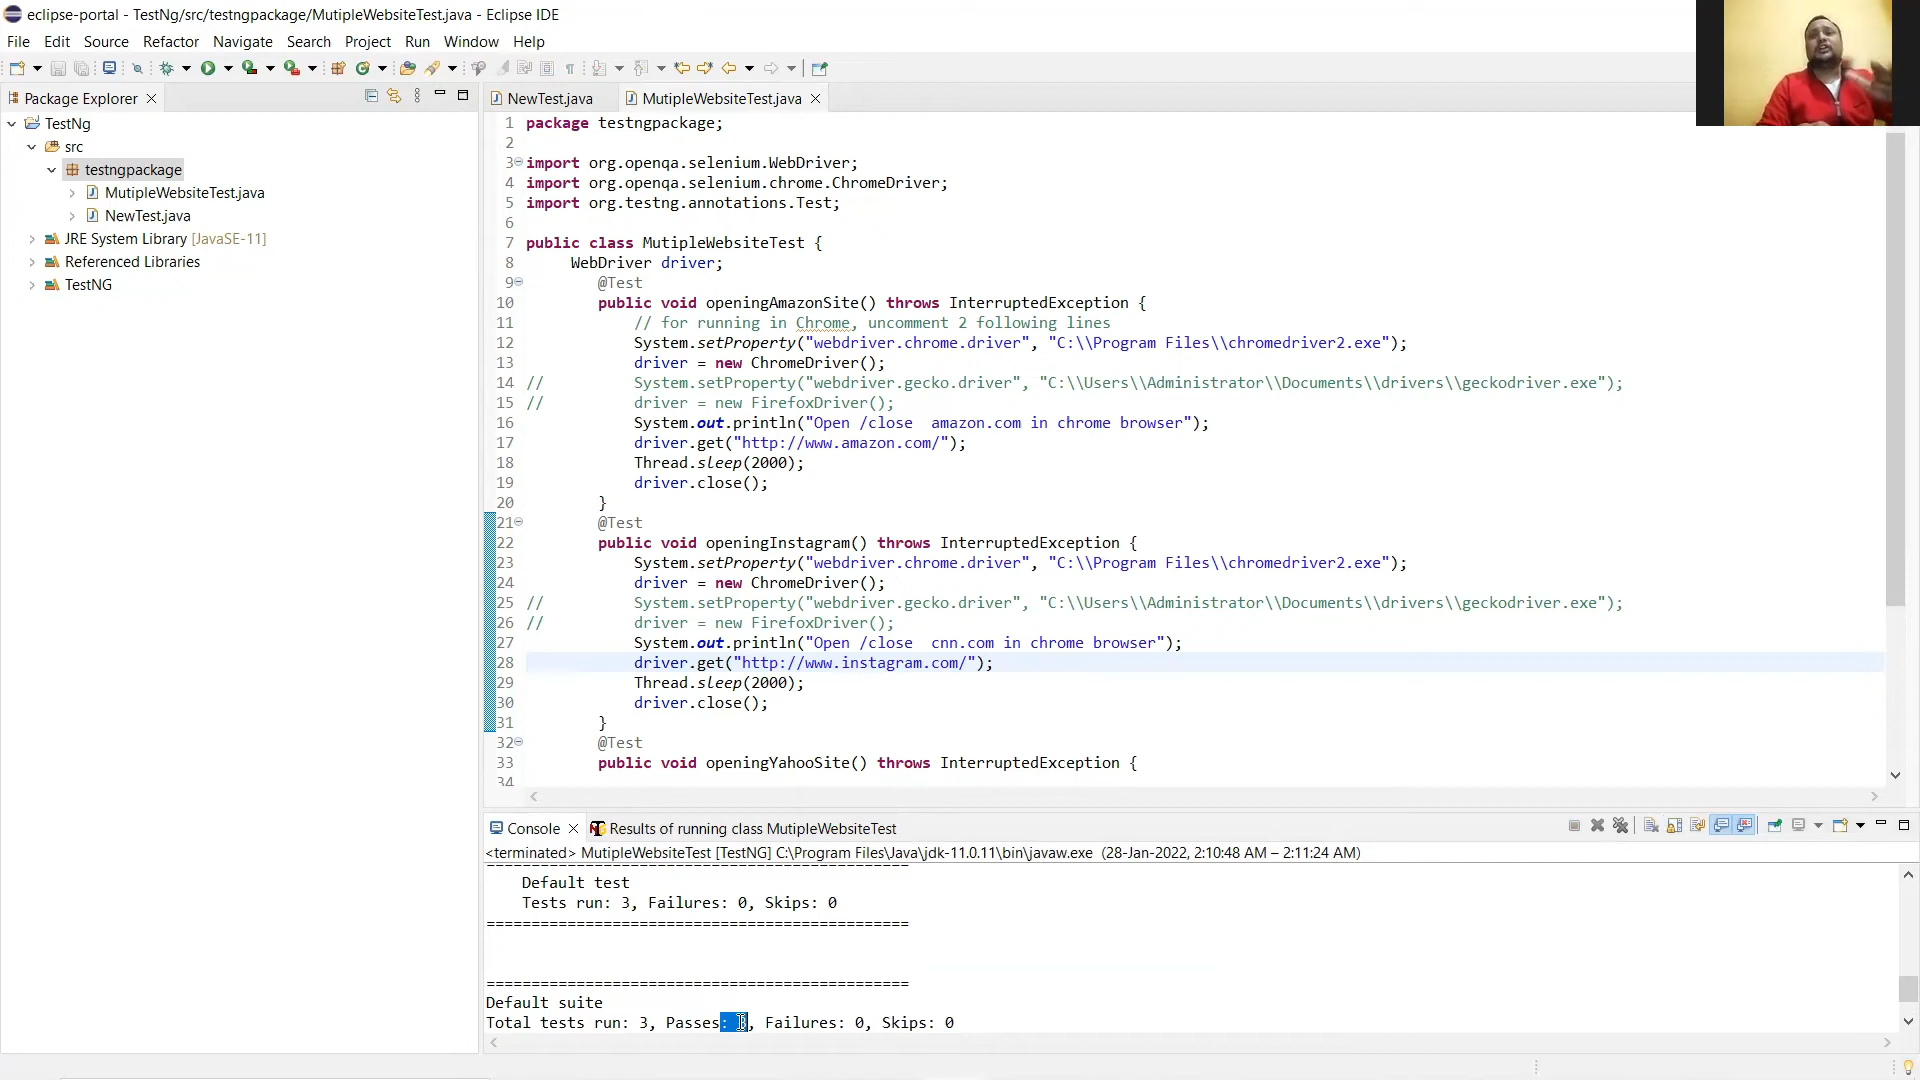 eclipse-portal - TestNg/src/testngpackage/MutipleWebsiteTest.java - Eclipse IDE
File Edit Source Refactor Navigate Search Project Run Window Help
Package Explorer
TestNg
src
testngpackage
MutipleWebsiteTest.java
NewTest.java
JRE System Library [JavaSE-11]
Referenced Libraries
TestNG
NewTest.java MutipleWebsiteTest.java
1 package testngpackage;
2
3 import org.openqa.selenium.WebDriver;
4 import org.openqa.selenium.chrome.ChromeDriver;
5 import org.testng.annotations.Test;
6
7 public class MutipleWebsiteTest {
8 WebDriver driver;
9 @Test
10 public void openingAmazonSite() throws InterruptedException {
11 // for running in Chrome, uncomment 2 following lines
12 System.setProperty("webdriver.chrome.driver", "C:\\Program Files\\chromedriver2.exe");
13 driver = new ChromeDriver();
14 // System.setProperty("webdriver.gecko.driver", "C:\\Users\\Administrator\\Documents\\drivers\\geckodriver.exe");
15 // driver = new FirefoxDriver();
16 System.out.println("Open /close  amazon.com in chrome browser");
17 driver.get("http://www.amazon.com/");
18 Thread.sleep(2000);
19 driver.close();
20 }
21 @Test
22 public void openingInstagram() throws InterruptedException {
23 System.setProperty("webdriver.chrome.driver", "C:\\Program Files\\chromedriver2.exe");
24 driver = new ChromeDriver();
25 // System.setProperty("webdriver.gecko.driver", "C:\\Users\\Administrator\\Documents\\drivers\\geckodriver.exe");
26 // driver = new FirefoxDriver();
27 System.out.println("Open /close  cnn.com in chrome browser");
28 driver.get("http://www.instagram.com/");
29 Thread.sleep(2000);
30 driver.close();
31 }
32 @Test
33 public void openingYahooSite() throws InterruptedException {
34
Console Results of running class MutipleWebsiteTest
<terminated> MutipleWebsiteTest [TestNG] C:\Program Files\Java\jdk-11.0.11\bin\javaw.exe (28-Jan-2022, 2:10:48 AM – 2:11:24 AM)
===============================================
Default test
Tests run: 3, Failures: 0, Skips: 0
===============================================
===============================================
Default suite
Total tests run: 3, Passes: , Failures: 0, Skips: 0